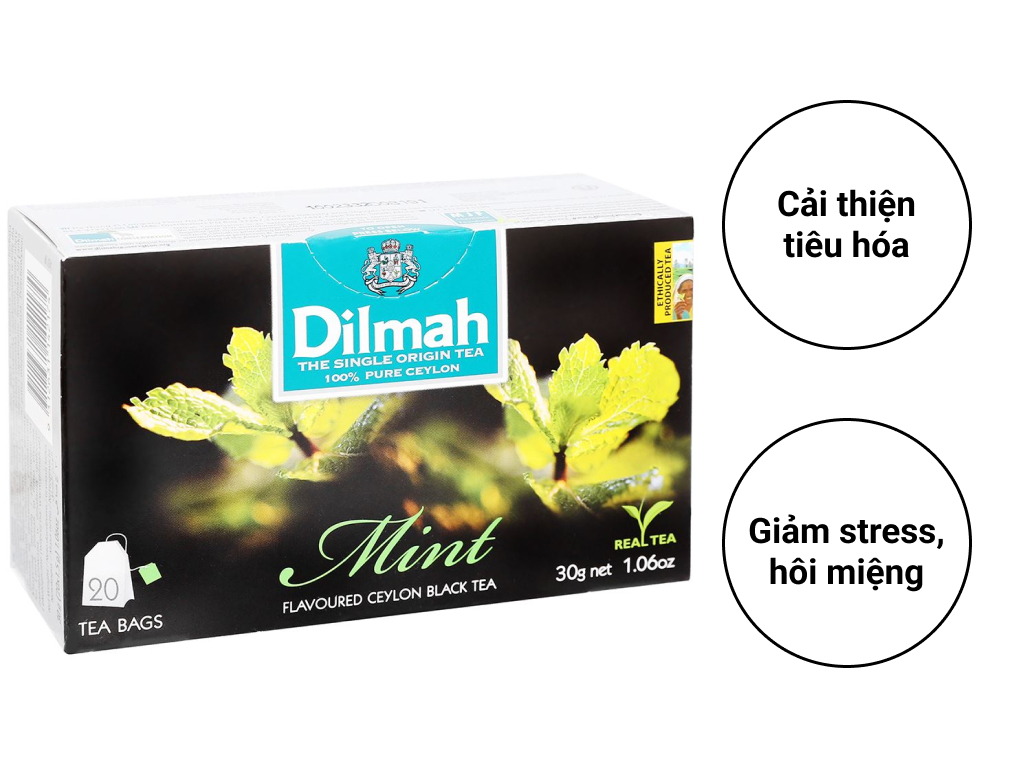 Dilmah
THE SINGLE ORIGIN TEA
100% PURE CEYLON
ETHICALLY
PRODUCED TEA
Mint
FLAVOURED CEYLON BLACK TEA
20
TEA BAGS
REAL TEA
30g net 1.06oz
Cải thiện
tiêu hóa
Giảm stress,
hôi miệng